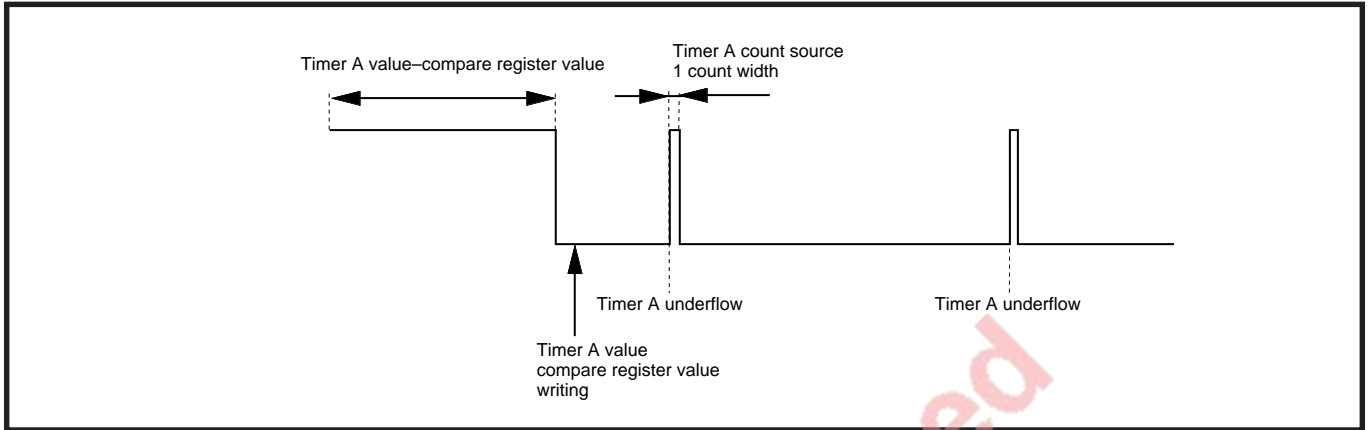 Timer A value–compare register value
Timer A count source
1 count width
Timer A underflow
Timer A underflow
Timer A value
compare register value
writing